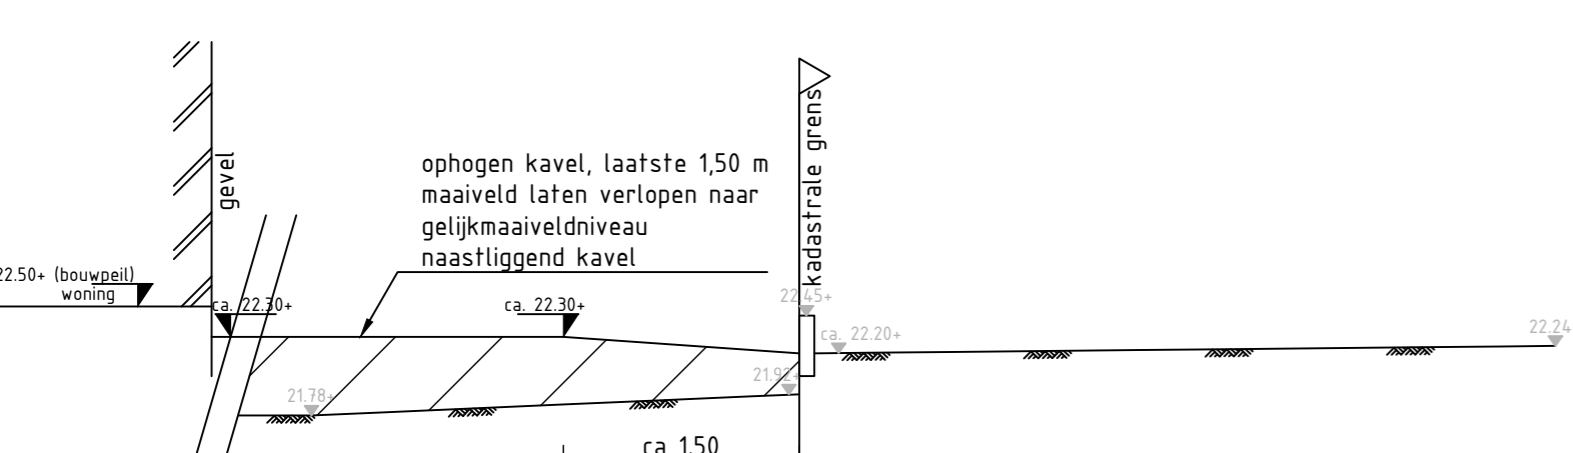 gevel
ophogen kavel, laatste 1,50 m
maaiveld laten verlopen naar
gelijkmaaiveldniveau
naastliggend kavel
kadastrale grens
22.50+ (bouwpeil)
woning
ca. 22.30+
ca. 22.30+
22.45+
ca. 22.20+
22.24
21.92+
21.78+
ca 1.50